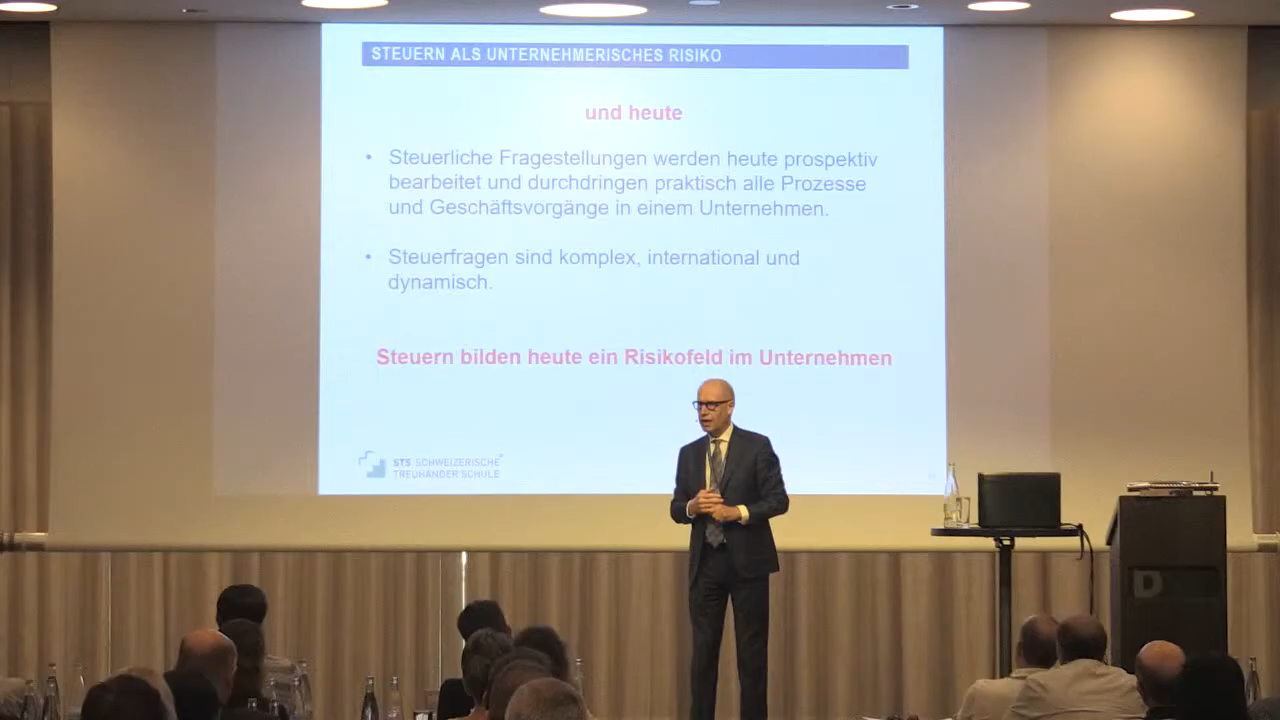 STEUERN ALS UNTERNEHMERISCHES RISIKO
und heute
• Steuerliche Fragestellungen werden heute prospektiv
bearbeitet und durchdringen praktisch alle Prozesse
und Geschäftsvorgänge in einem Unternehmen.
• Steuerfragen sind komplex, international und
dynamisch.
Steuern bilden heute ein Risikofeld im Unternehmen
STS SCHWEIZERISCHE
TREUHÄNDER SCHULE
D